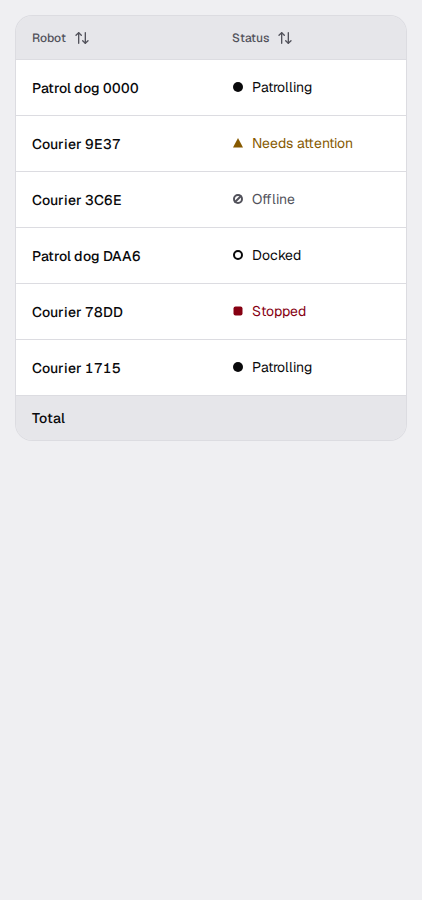 Robot Status
Patrol dog 0000 Patrolling
Courier 9E37 Needs attention
Courier 3C6E Offline
Patrol dog DAA6 Docked
Courier 78DD Stopped
Courier 1715 Patrolling
Total